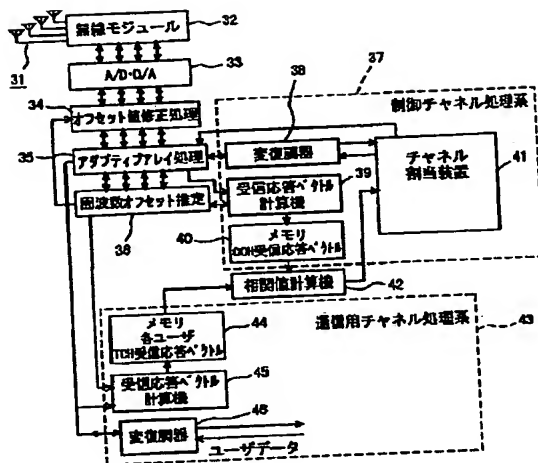 無線モジュール
32
31
A/D・D/A
33
37
34
オフセット値修正処理
38
制御チャネル処理系
35
アダプティブアレイ処理
変復調器
チャネル
割当装置
41
39
受信応答ベクトル
計算機
周波数オフセット推定
36
40
メモリ
CCH受信応答ベクトル
相関値計算機
42
メモリ
各ユーザ
TCH受信応答ベクトル
44
通信用チャネル処理系
43
受信応答ベクトル
計算機
45
46
変復調器
ユーザデータ